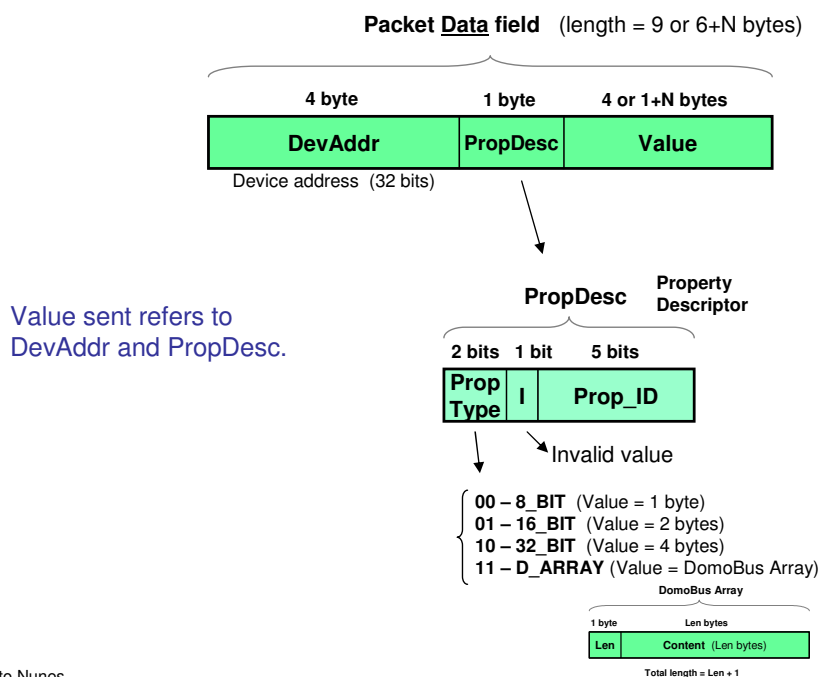 Packet Data field (length = 9 or 6+N bytes)
4 byte 1 byte 4 or 1+N bytes
DevAddr PropDesc Value
Device address (32 bits)
PropDesc Property
Descriptor
Value sent refers to
DevAddr and PropDesc.
2 bits 1 bit 5 bits
Prop
Type I Prop_ID
Invalid value
00 – 8_BIT (Value = 1 byte)
01 – 16_BIT (Value = 2 bytes)
10 – 32_BIT (Value = 4 bytes)
11 – D_ARRAY (Value = DomoBus Array)
DomoBus Array
1 byte Len bytes
Len Content (Len bytes)
Total length = Len + 1
Nunes